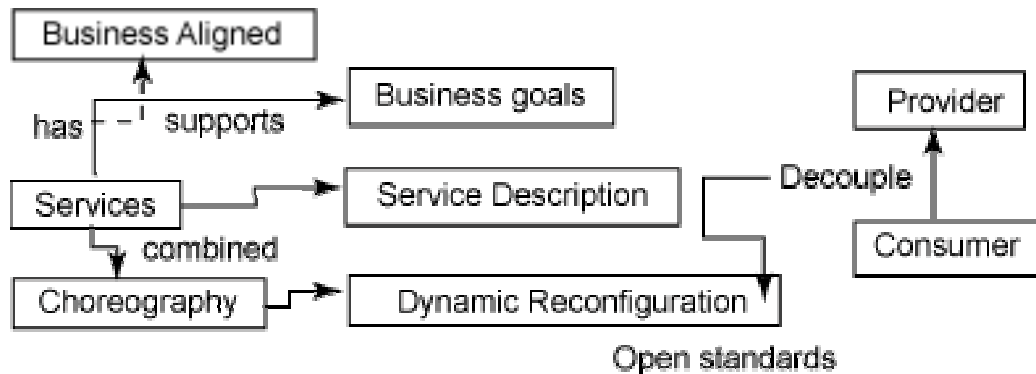 Business Aligned
Business goals
Provider
has
supports
Services
Service Description
Decouple
Consumer
combined
Choreography
Dynamic Reconfiguration
Open standards